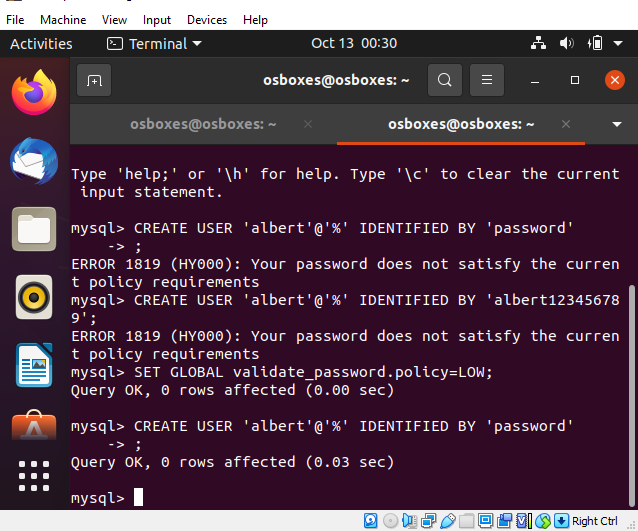 File Machine View Input Devices Help
Activities Terminal Oct 13 00:30
osboxes@osboxes: ~
osboxes@osboxes: ~ × osboxes@osboxes: ~ ×
Type 'help;' or '\h' for help. Type '\c' to clear the current
 input statement.
mysql> CREATE USER 'albert'@'%' IDENTIFIED BY 'password'
    -> ;
ERROR 1819 (HY000): Your password does not satisfy the curren
t policy requirements
mysql> CREATE USER 'albert'@'%' IDENTIFIED BY 'albert12345678
9';
ERROR 1819 (HY000): Your password does not satisfy the curren
t policy requirements
mysql> SET GLOBAL validate_password.policy=LOW;
Query OK, 0 rows affected (0.00 sec)
mysql> CREATE USER 'albert'@'%' IDENTIFIED BY 'password'
    -> ;
Query OK, 0 rows affected (0.03 sec)
mysql>
Right Ctrl